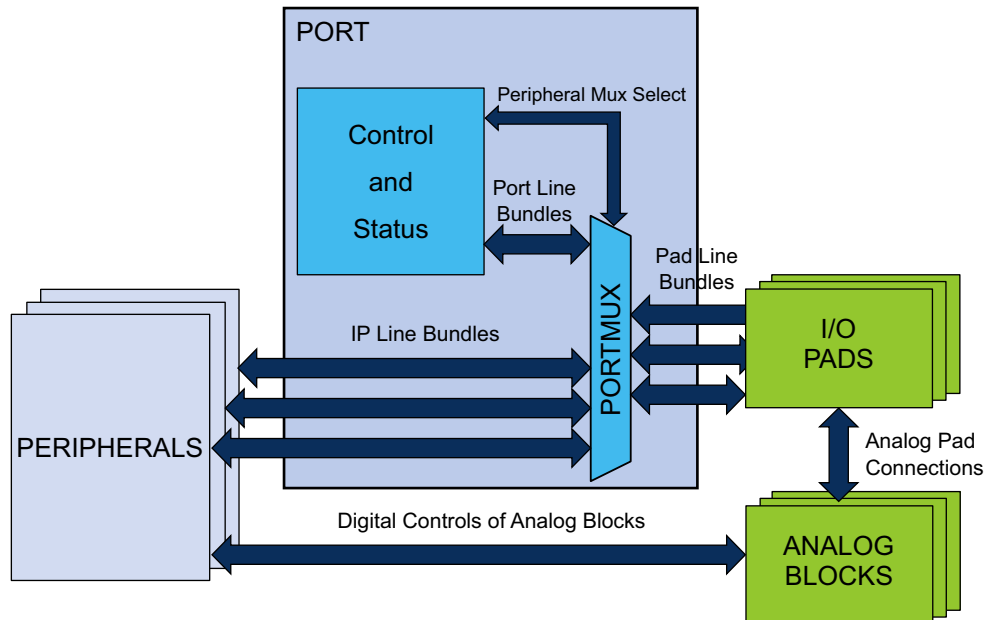 PORT
Peripheral Mux Select
Control
and
Status
Port Line
Bundles
Pad Line
Bundles
PORTMUX
I/O
PADS
IP Line Bundles
PERIPHERALS
Analog Pad
Connections
Digital Controls of Analog Blocks
ANALOG
BLOCKS